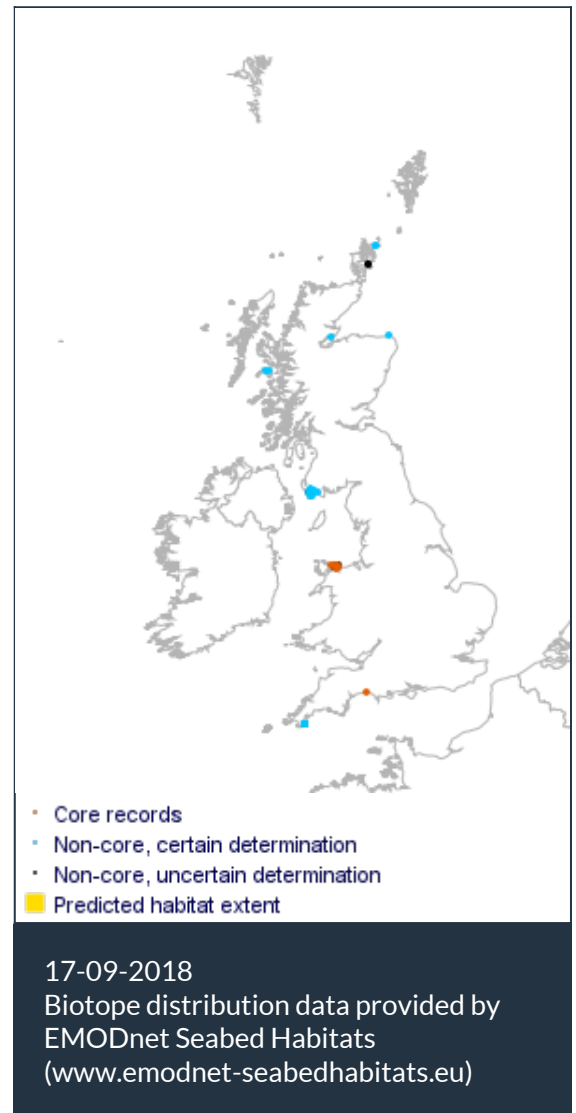 Core records
Non-core, certain determination
Non-core, uncertain determination
Predicted habitat extent
17-09-2018
Biotope distribution data provided by
EMODnet Seabed Habitats
(www.emodnet-seabedhabitats.eu)